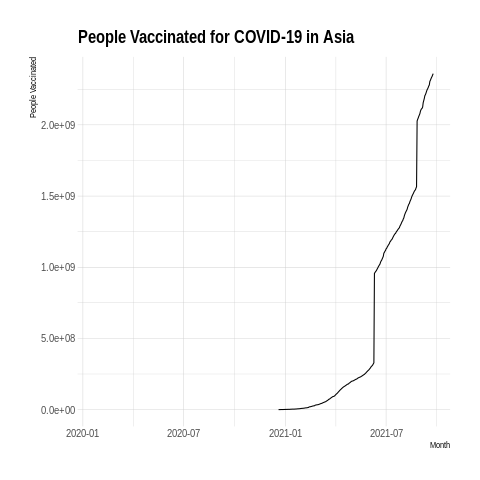 People Vaccinated for COVID-19 in Asia
People Vaccinated
2.0e+09
1.5e+09
1.0e+09
5.0e+08
0.0e+00
2020-01 2020-07 2021-01 2021-07
Month